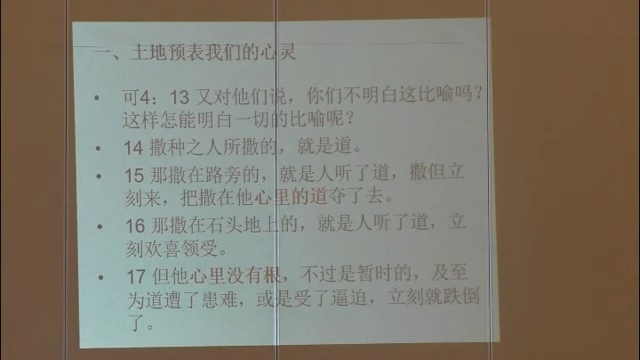 一、土地预表我们的心灵
• 可4：13 又对他们说，你们不明白这比喻吗？
这样怎能明白一切的比喻呢？
• 14 撒种之人所撒的，就是道。
• 15 那撒在路旁的，就是人听了道，撒但立
刻来，把撒在他心里的道夺了去。
• 16 那撒在石头地上的，就是人听了道，立
刻欢喜领受。
• 17 但他心里没有根，不过是暂时的，及至
为道遭了患难，或是受了逼迫，立刻就跌倒
了。